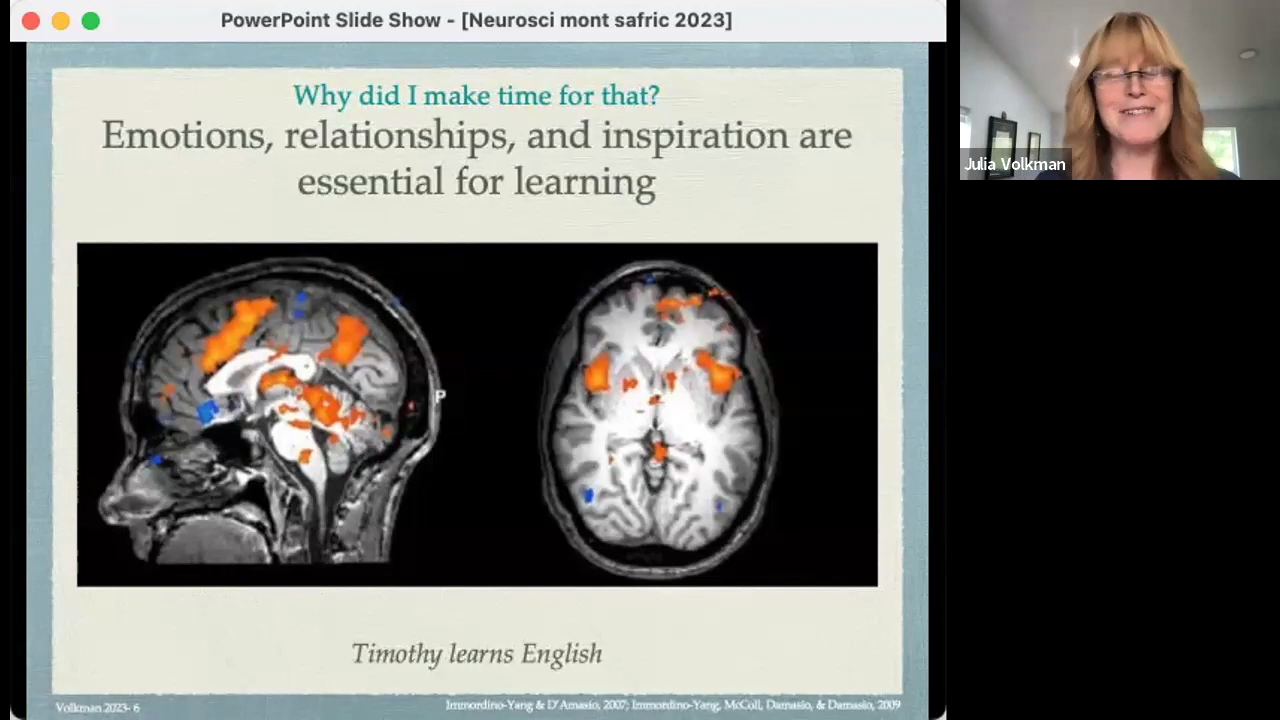 PowerPoint Slide Show - [Neurosci mont safric 2023]
Why did I make time for that?
Emotions, relationships, and inspiration are
essential for learning
P
Timothy learns English
Volkman 2023- 6
Immordino-Yang & D'Amasio, 2007; Immordino-Yang, McColl, Damasio, & Damasio, 2009
Julia Volkman